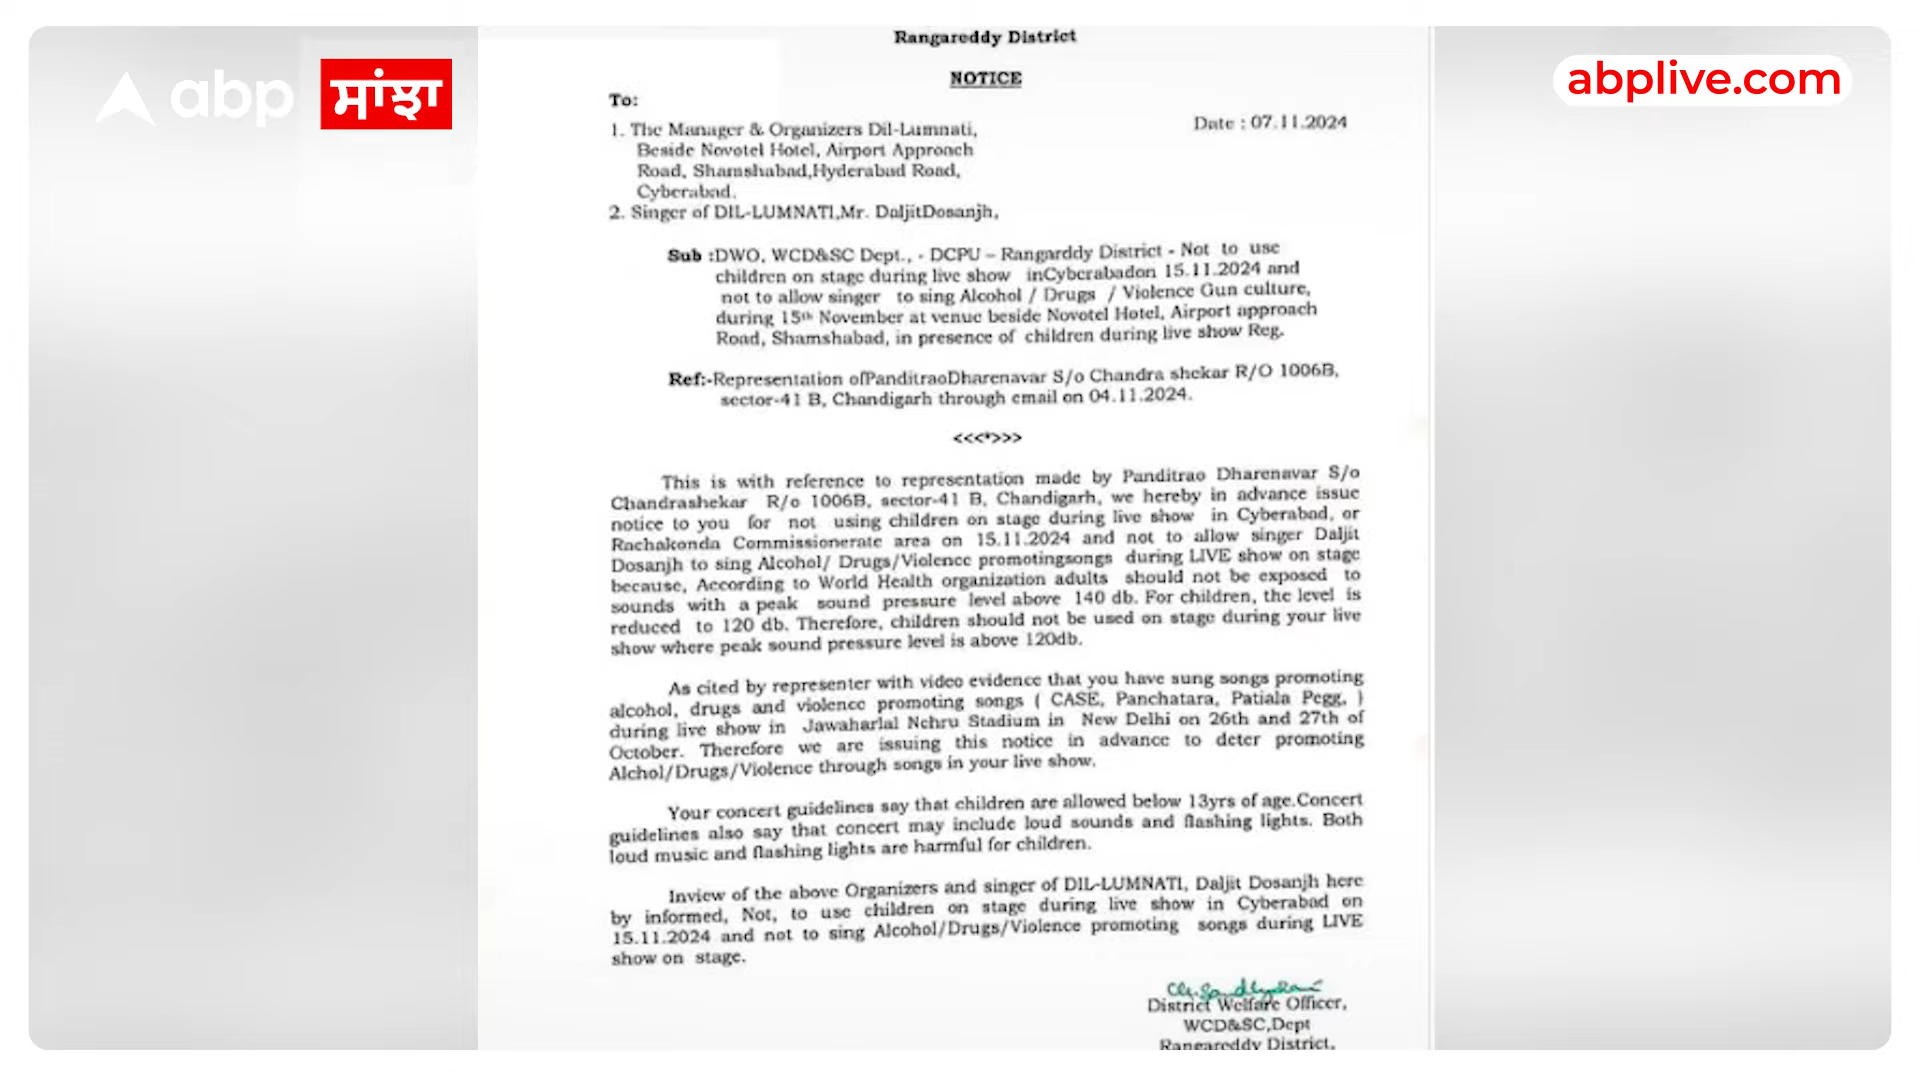 abp ਸਾਂਝਾ
abplive.com
Rangareddy District
NOTICE
To:
Date : 07.11.2024
1. The Manager & Organizers Dil-Lumnati,
Beside Novotel Hotel, Airport Approach
Road, Shamshabad,Hyderabad Road,
Cyberabad.
2. Singer of DIL-LUMNATI,Mr. DaljitDosanjh,
Sub :DWO, WCD&SC Dept., - DCPU – Rangarddy District - Not to use
children on stage during live show inCyberabadon 15.11.2024 and
not to allow singer to sing Alcohol / Drugs / Violence Gun culture,
during 15th November at venue beside Novotel Hotel, Airport approach
Road, Shamshabad, in presence of children during live show Reg.
Ref:-Representation ofPanditraoDharenavar S/o Chandra shekar R/O 1006B,
sector-41 B, Chandigarh through email on 04.11.2024.
<<<*>>>
This is with reference to representation made by Panditrao Dharenavar S/o
Chandrashekar R/o 1006B, sector-41 B, Chandigarh, we hereby in advance issue
notice to you for not using children on stage during live show in Cyberabad, or
Rachakonda Commissionerate area on 15.11.2024 and not to allow singer Daljit
Dosanjh to sing Alcohol/ Drugs/Violence promotingsongs during LIVE show on stage
because, According to World Health organization adults should not be exposed to
sounds with a peak sound pressure level above 140 db. For children, the level is
reduced to 120 db. Therefore, children should not be used on stage during your live
show where peak sound pressure level is above 120db.
As cited by representer with video evidence that you have sung songs promoting
alcohol, drugs and violence promoting songs ( CASE, Panchatara, Patiala Pegg, )
during live show in Jawaharlal Nehru Stadium in New Delhi on 26th and 27th of
October. Therefore we are issuing this notice in advance to deter promoting
Alchol/Drugs/Violence through songs in your live show.
Your concert guidelines say that children are allowed below 13yrs of age.Concert
guidelines also say that concert may include loud sounds and flashing lights. Both
loud music and flashing lights are harmful for children.
Inview of the above Organizers and singer of DIL-LUMNATI, Daljit Dosanjh here
by informed, Not, to use children on stage during live show in Cyberabad on
15.11.2024 and not to sing Alcohol/Drugs/Violence promoting songs during LIVE
show on stage.
District Welfare Officer,
WCD&SC,Dept
Rangareddy District.